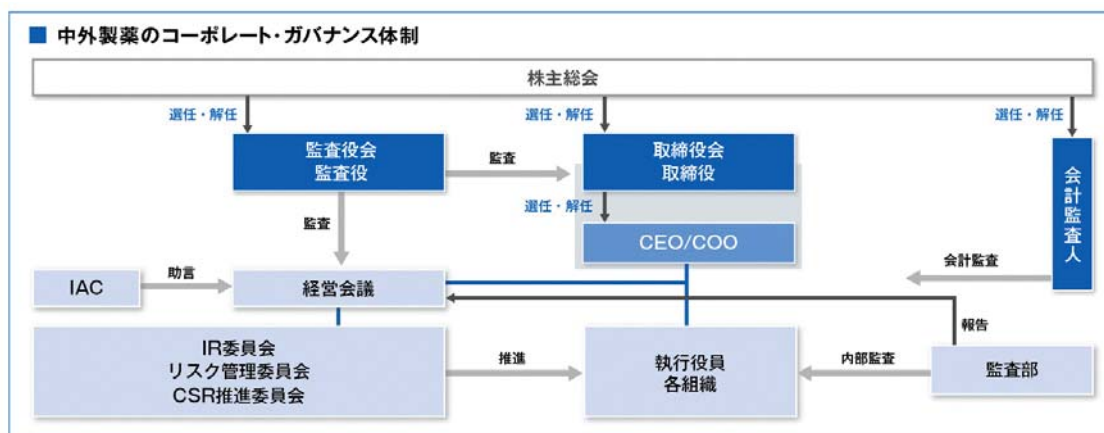 ■ 中外製薬のコーポレート・ガバナンス体制
株主総会
選任・解任
選任・解任
選任・解任
監査役会
監査役
監査
取締役会
取締役
会計監査人
監査
選任・解任
CEO/COO
会計監査
IAC
助言
経営会議
報告
IR委員会
リスク管理委員会
CSR推進委員会
推進
執行役員
各組織
内部監査
監査部